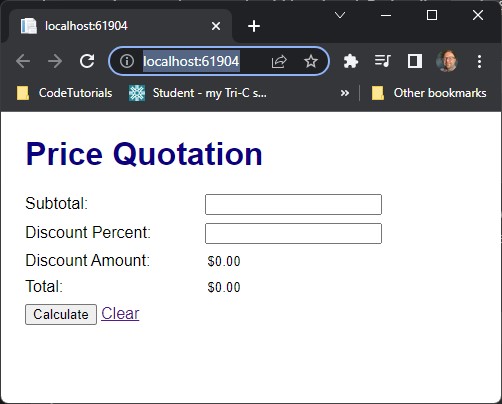 localhost:61904
localhost:61904
CodeTutorials
Student - my Tri-C s...
»
Other bookmarks
Price Quotation
Subtotal:
Discount Percent:
Discount Amount: $0.00
Total: $0.00
Calculate Clear